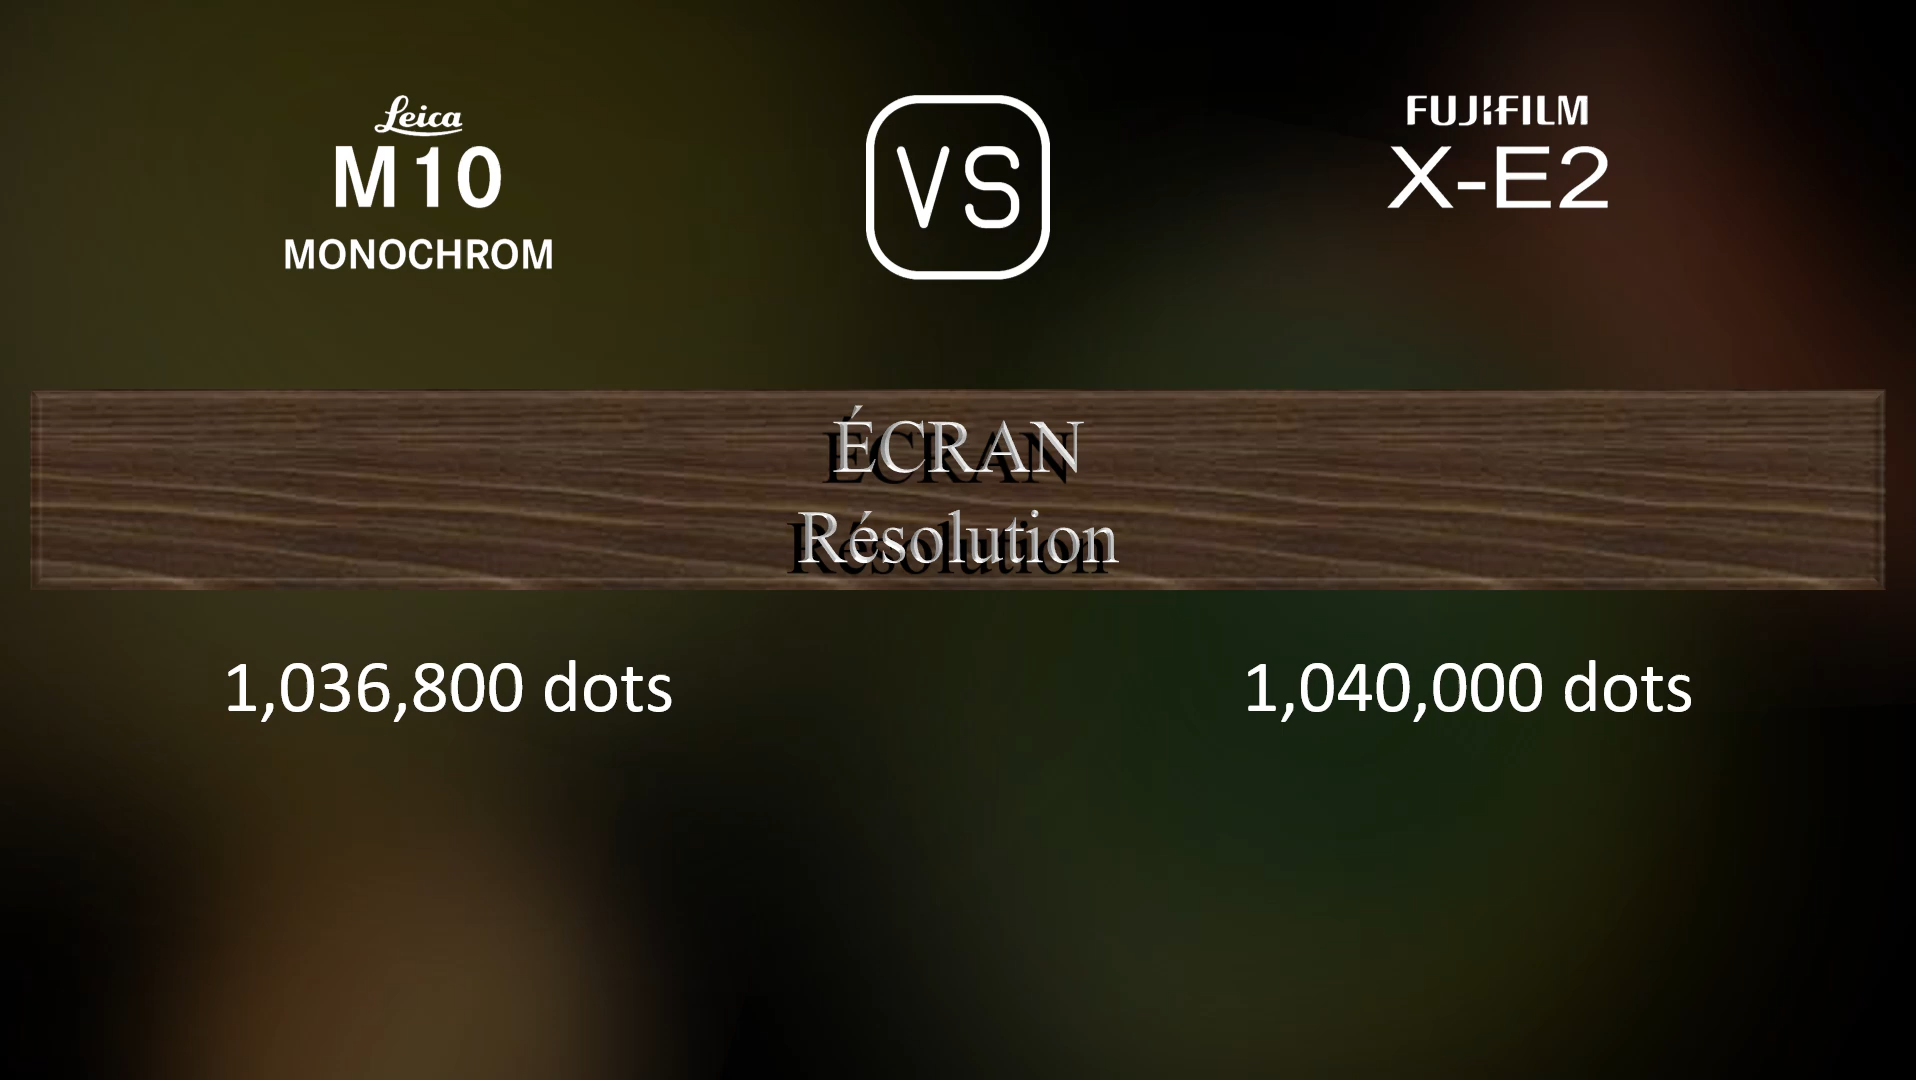 Leica
M10
MONOCHROM
VS
FUJIFILM
X-E2
ÉCRAN
Résolution
1,036,800 dots
1,040,000 dots